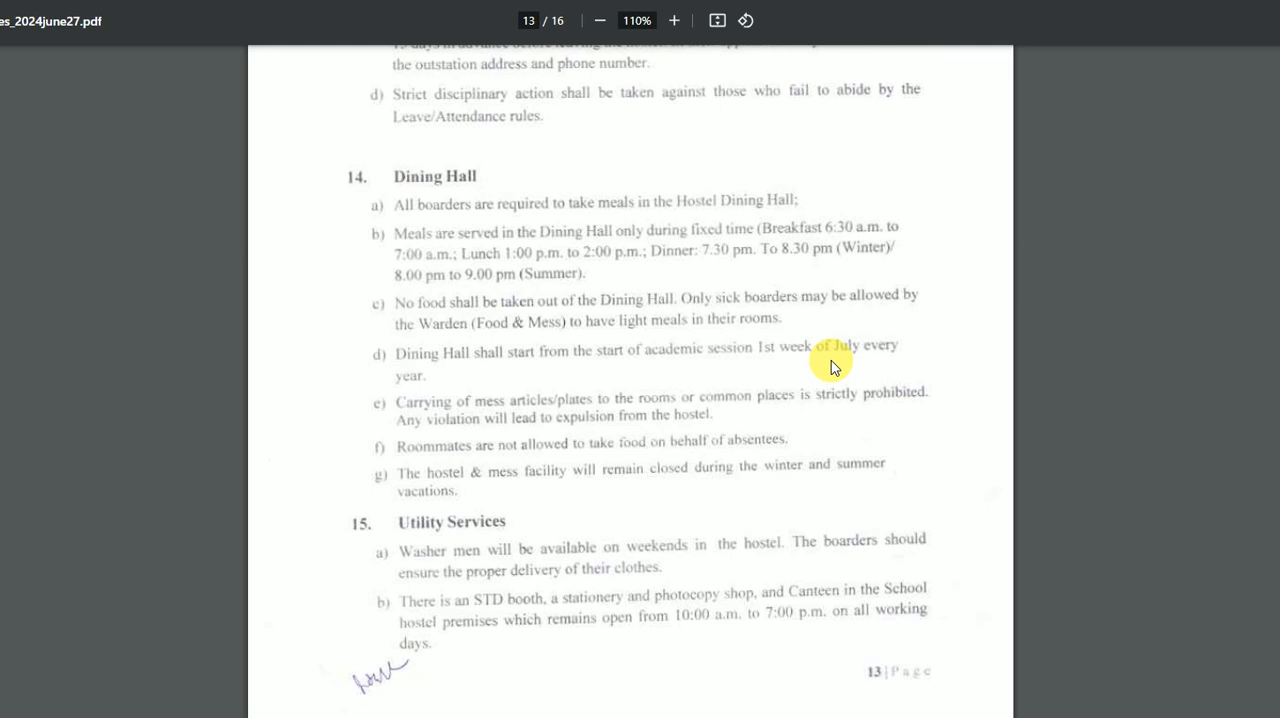 es_2024june27.pdf
13 / 16
110%
the outstation address and phone number.
d) Strict disciplinary action shall be taken against those who fail to abide by the
Leave/Attendance rules.
14. Dining Hall
a) All boarders are required to take meals in the Hostel Dining Hall;
b) Meals are served in the Dining Hall only during fixed time (Breakfast 6:30 a.m. to
7:00 a.m.; Lunch 1:00 p.m. to 2:00 p.m.; Dinner: 7.30 pm. To 8.30 pm (Winter)/
8.00 pm to 9.00 pm (Summer).
c) No food shall be taken out of the Dining Hall. Only sick boarders may be allowed by
the Warden (Food & Mess) to have light meals in their rooms.
d) Dining Hall shall start from the start of academic session 1st week of July every
year.
e) Carrying of mess articles/plates to the rooms or common places is strictly prohibited.
Any violation will lead to expulsion from the hostel.
f) Roommates are not allowed to take food on behalf of absentees.
g) The hostel & mess facility will remain closed during the winter and summer
vacations.
15. Utility Services
a) Washer men will be available on weekends in the hostel. The boarders should
ensure the proper delivery of their clothes.
b) There is an STD booth, a stationery and photocopy shop, and Canteen in the School
hostel premises which remains open from 10:00 a.m. to 7:00 p.m. on all working
days.
13 | Page